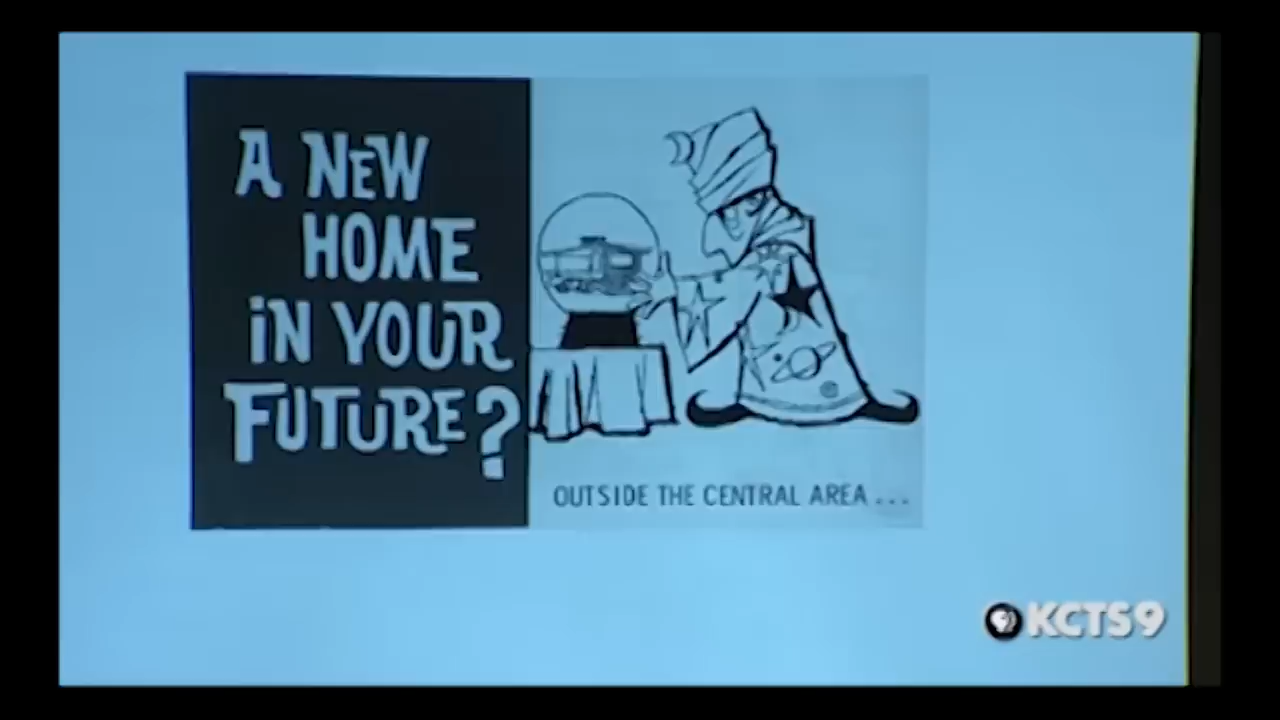 A NEW
HOME
iN YOUR
FUTURE?
OUTSIDE THE CENTRAL AREA...
KCTS9